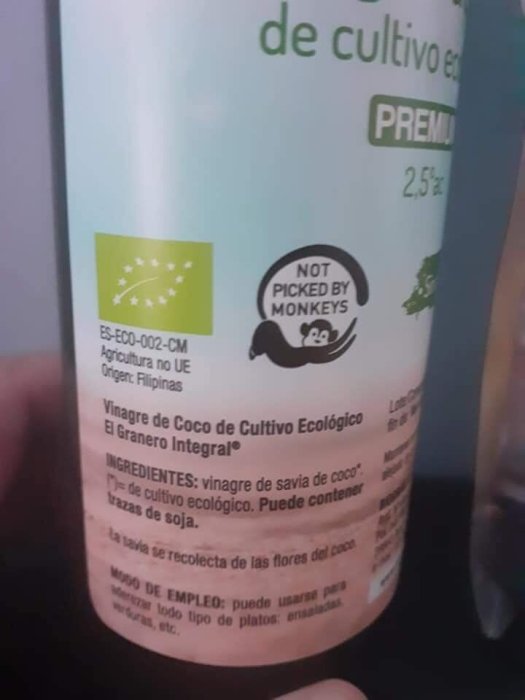 de cultivo
PREMIU
2,5° ac
NOT
PICKED BY
MONKEYS
ES-ECO-002-CM
Agricultura no UE
Origen: Filipinas
Vinagre de Coco de Cultivo Ecológico
El Granero Integral®
INGREDIENTES: vinagre de savia de coco*.
(*)= de cultivo ecológico. Puede contener
trazas de soja.
La savia se recolecta de las flores del coco.
MODO DE EMPLEO: puede usarse para
aderezar todo tipo de platos: ensaladas,
verduras, etc.